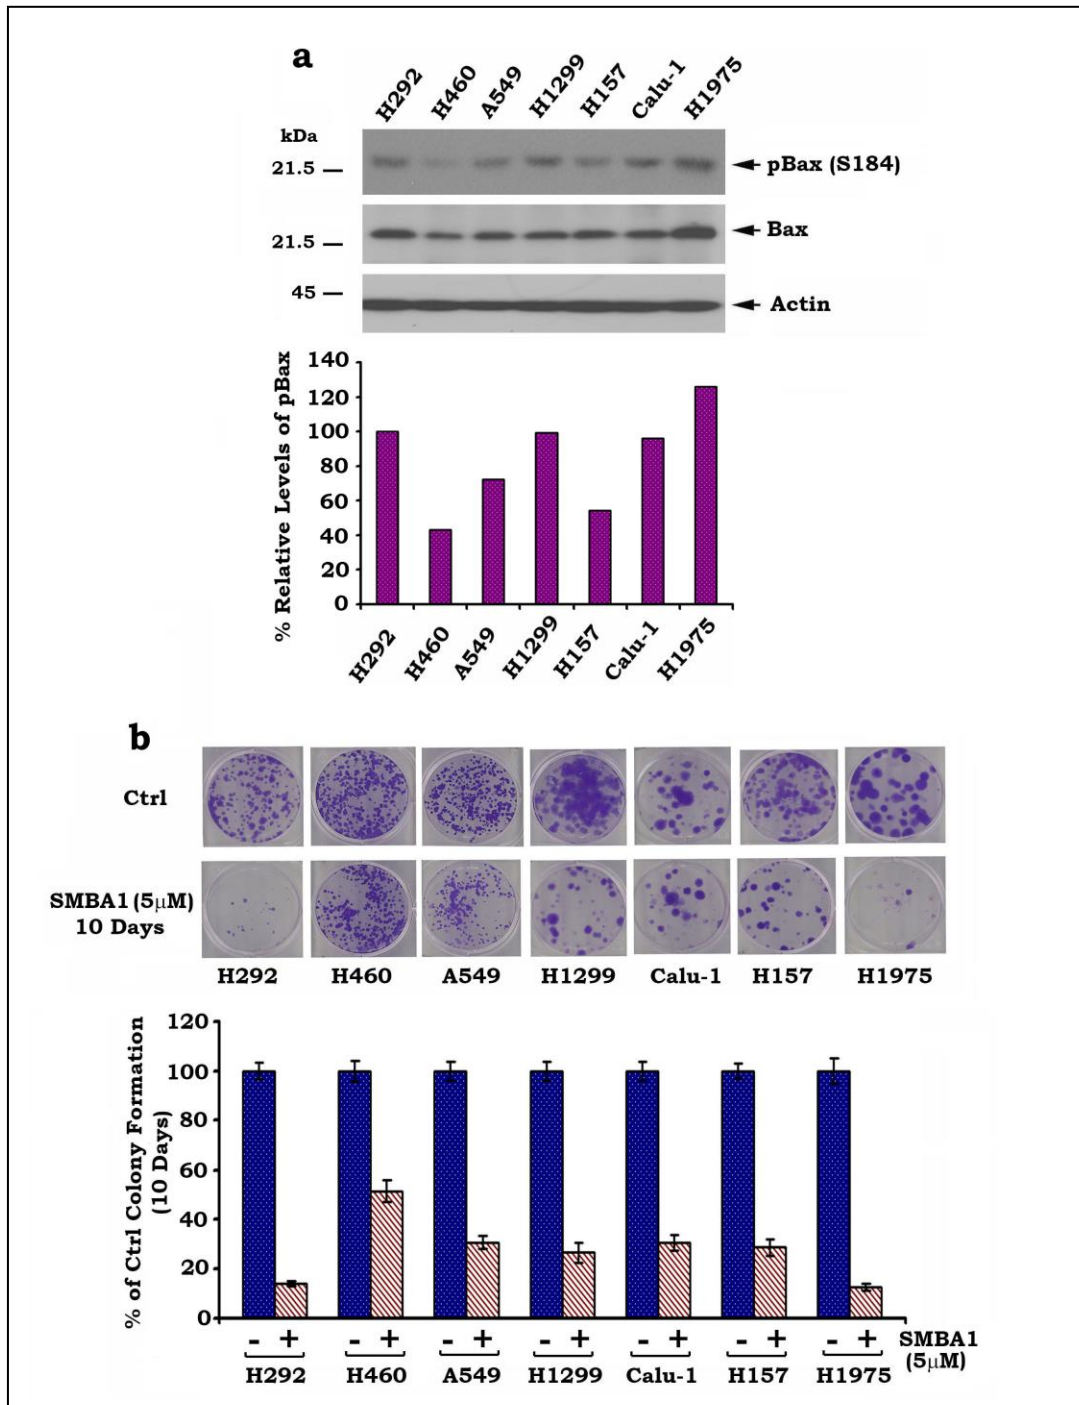 a
H292 H460 A549 H1299 H157 Calu-1 H1975
kDa
21.5
pBax (S184)
21.5
Bax
45
Actin
% Relative Levels of pBax
140
120
100
80
60
40
20
0
H292 H460 A549 H1299 H157 Calu-1 H1975
b
Ctrl
SMBA1 (5μM)
10 Days
H292 H460 A549 H1299 Calu-1 H157 H1975
% of Ctrl Colony Formation
(10 Days)
120
100
80
60
40
20
0
- + - + - + - + - + - + - + SMBA1
(5μM)
H292 H460 A549 H1299 Calu-1 H157 H1975